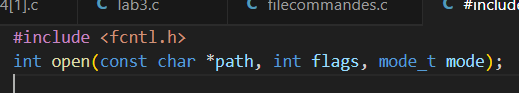 4[1].c lab3.c filecommandes.c #include
#include <fcntl.h>
int open(const char *path, int flags, mode_t mode);